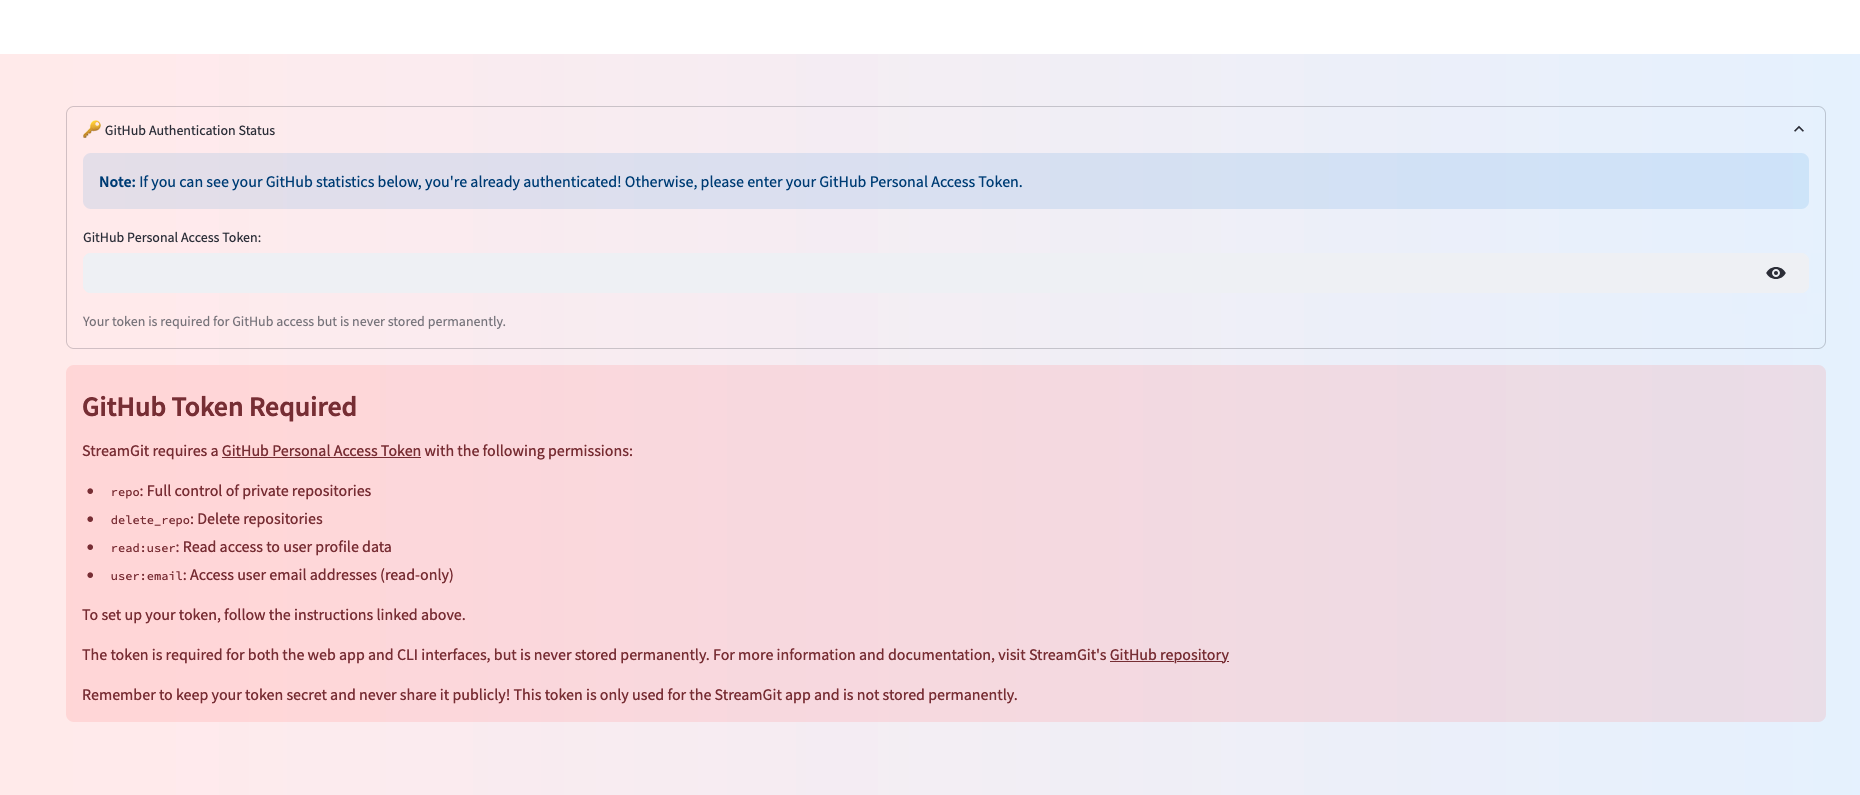 🔑 GitHub Authentication Status
Note: If you can see your GitHub statistics below, you're already authenticated! Otherwise, please enter your GitHub Personal Access Token.
GitHub Personal Access Token:
Your token is required for GitHub access but is never stored permanently.
GitHub Token Required
StreamGit requires a GitHub Personal Access Token with the following permissions:
• repo: Full control of private repositories
• delete_repo: Delete repositories
• read:user: Read access to user profile data
• user:email: Access user email addresses (read-only)
To set up your token, follow the instructions linked above.
The token is required for both the web app and CLI interfaces, but is never stored permanently. For more information and documentation, visit StreamGit's GitHub repository
Remember to keep your token secret and never share it publicly! This token is only used for the StreamGit app and is not stored permanently.